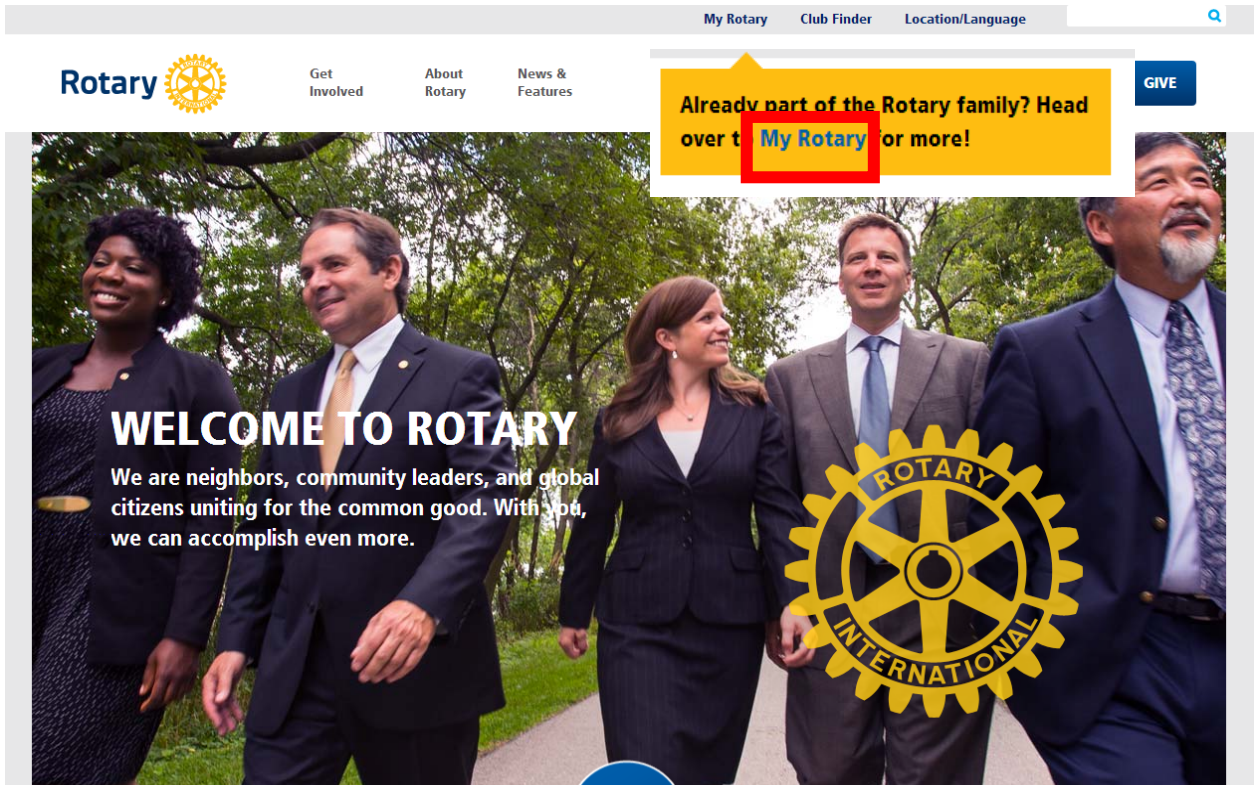 My Rotary Club Finder Location/Language
Rotary
ROTARY
INTERNATIONAL
Get
Involved
About
Rotary
News &
Features
Already part of the Rotary family? Head
over to My Rotary for more!
GIVE
WELCOME TO ROTARY
We are neighbors, community leaders, and global
citizens uniting for the common good. With you,
we can accomplish even more.
ROTARY
INTERNATIONAL